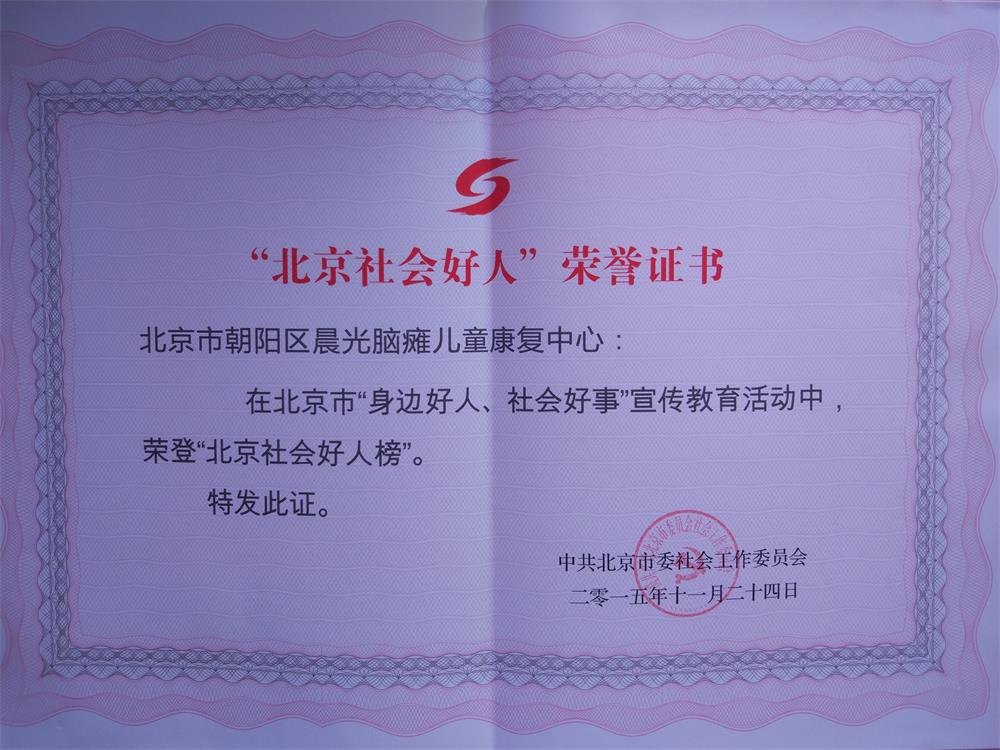 “北京社会好人”荣誉证书
北京市朝阳区晨光脑瘫儿童康复中心：
在北京市“身边好人、社会好事”宣传教育活动中，
荣登“北京社会好人榜”。
特发此证。
中共北京市委社会工作委员会
二零一五年十一月二十四日